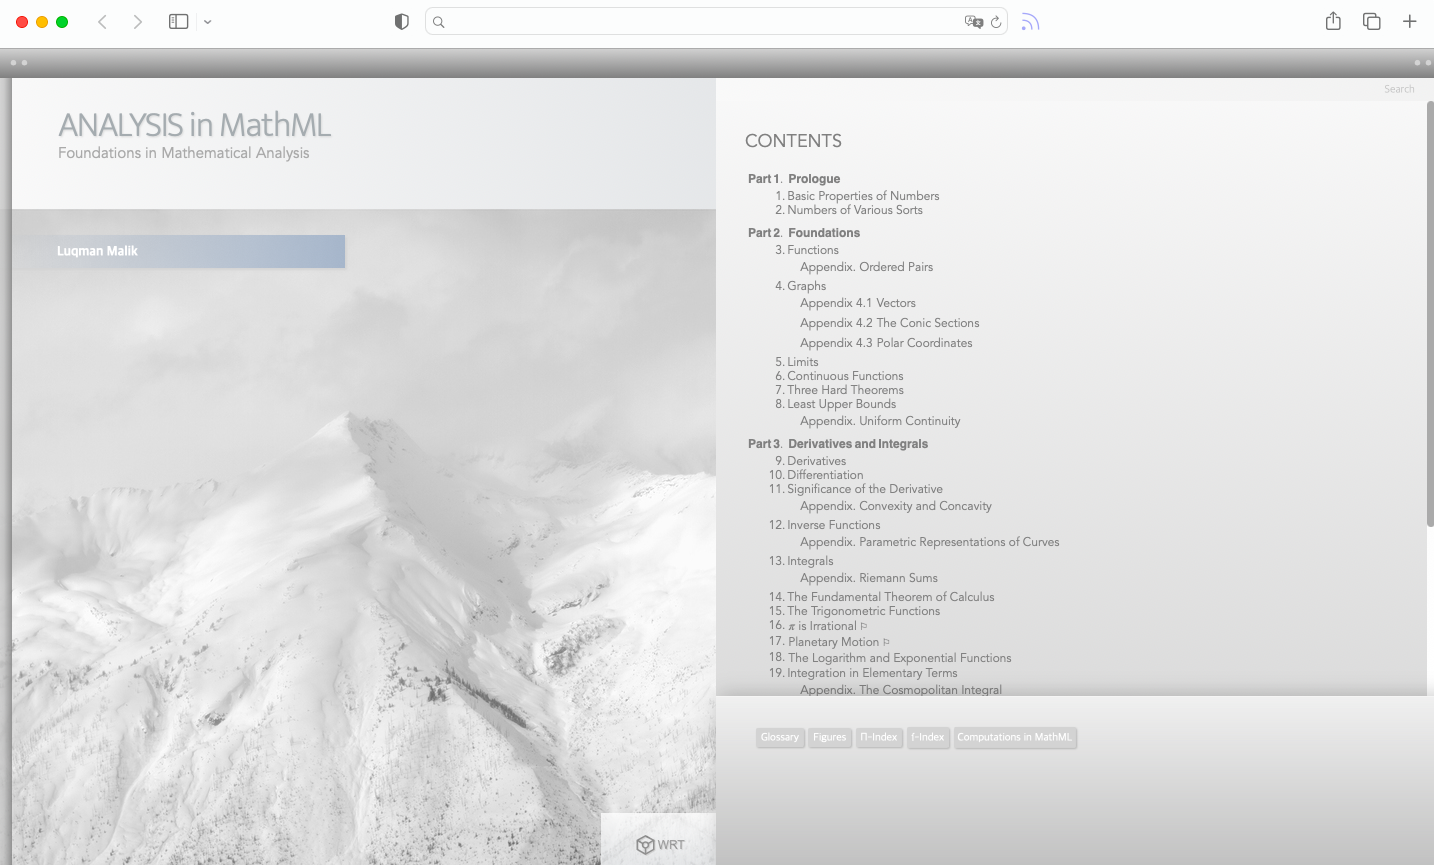 ANALYSIS in MathML
Foundations in Mathematical Analysis
Luqman Malik
WRT
Search
CONTENTS
Part 1. Prologue
1. Basic Properties of Numbers
2. Numbers of Various Sorts
Part 2. Foundations
3. Functions
Appendix. Ordered Pairs
4. Graphs
Appendix 4.1 Vectors
Appendix 4.2 The Conic Sections
Appendix 4.3 Polar Coordinates
5. Limits
6. Continuous Functions
7. Three Hard Theorems
8. Least Upper Bounds
Appendix. Uniform Continuity
Part 3. Derivatives and Integrals
9. Derivatives
10. Differentiation
11. Significance of the Derivative
Appendix. Convexity and Concavity
12. Inverse Functions
Appendix. Parametric Representations of Curves
13. Integrals
Appendix. Riemann Sums
14. The Fundamental Theorem of Calculus
15. The Trigonometric Functions
16. π is Irrational ⚐
17. Planetary Motion ⚐
18. The Logarithm and Exponential Functions
19. Integration in Elementary Terms
Appendix. The Cosmopolitan Integral
Glossary Figures Π-Index Γ-Index Computations in MathML